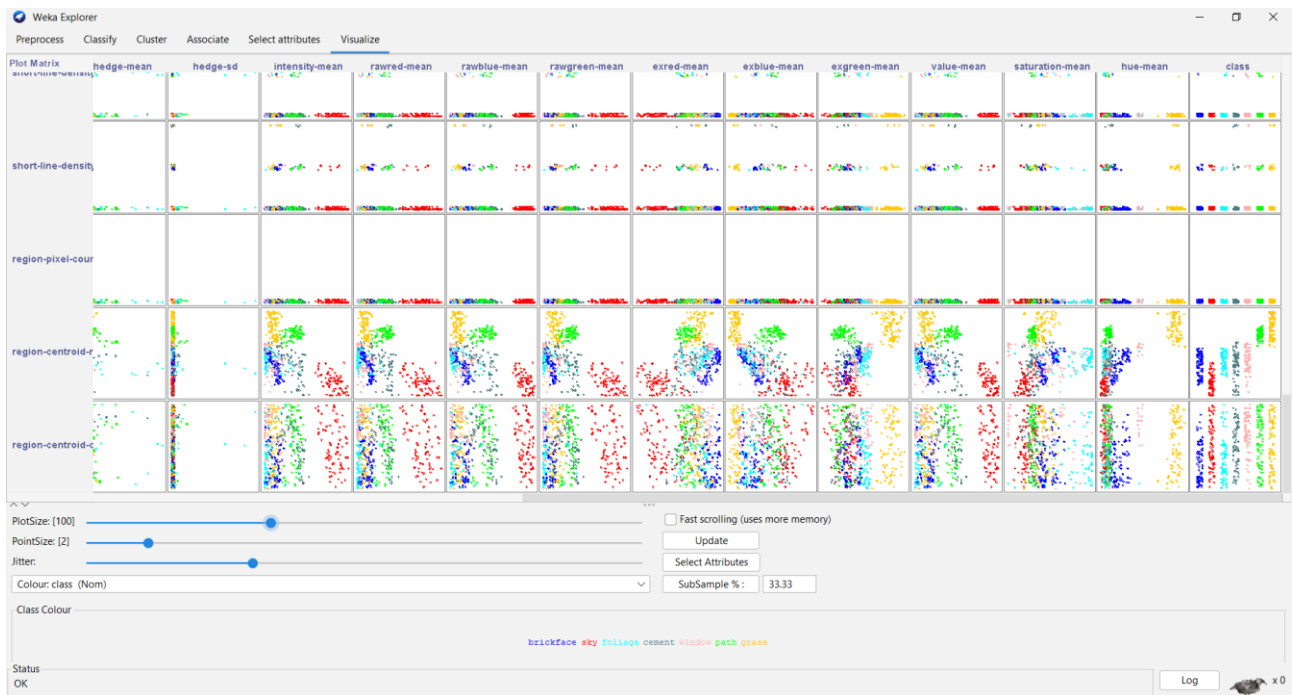 Weka Explorer
Preprocess Classify Cluster Associate Select attributes Visualize
Plot Matrix hedge-mean hedge-sd intensity-mean rawred-mean rawblue-mean rawgreen-mean exred-mean exblue-mean exgreen-mean value-mean saturation-mean hue-mean class
short-line-density
short-line-density
region-pixel-coun
region-centroid-r
region-centroid-c
PlotSize: [100]
Fast scrolling (uses more memory)
PointSize: [2]
Update
Jitter:
Select Attributes
Colour: class (Nom)
SubSample % : 33.33
Class Colour
brickface sky foliage cement window path grass
Status
OK
Log x 0